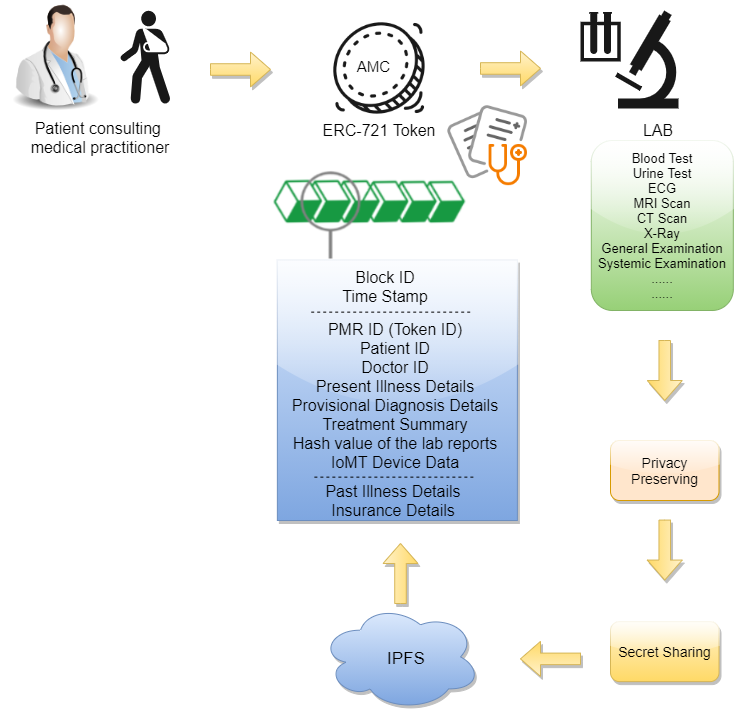 AMC
Patient consulting
medical practitioner
ERC-721 Token
LAB
Blood Test
Urine Test
ECG
MRI Scan
CT Scan
X-Ray
General Examination
Systemic Examination
......
......
Block ID
Time Stamp
PMR ID (Token ID)
Patient ID
Doctor ID
Present Illness Details
Provisional Diagnosis Details
Treatment Summary
Hash value of the lab reports
IoMT Device Data
Past Illness Details
Insurance Details
Privacy
Preserving
Secret Sharing
IPFS